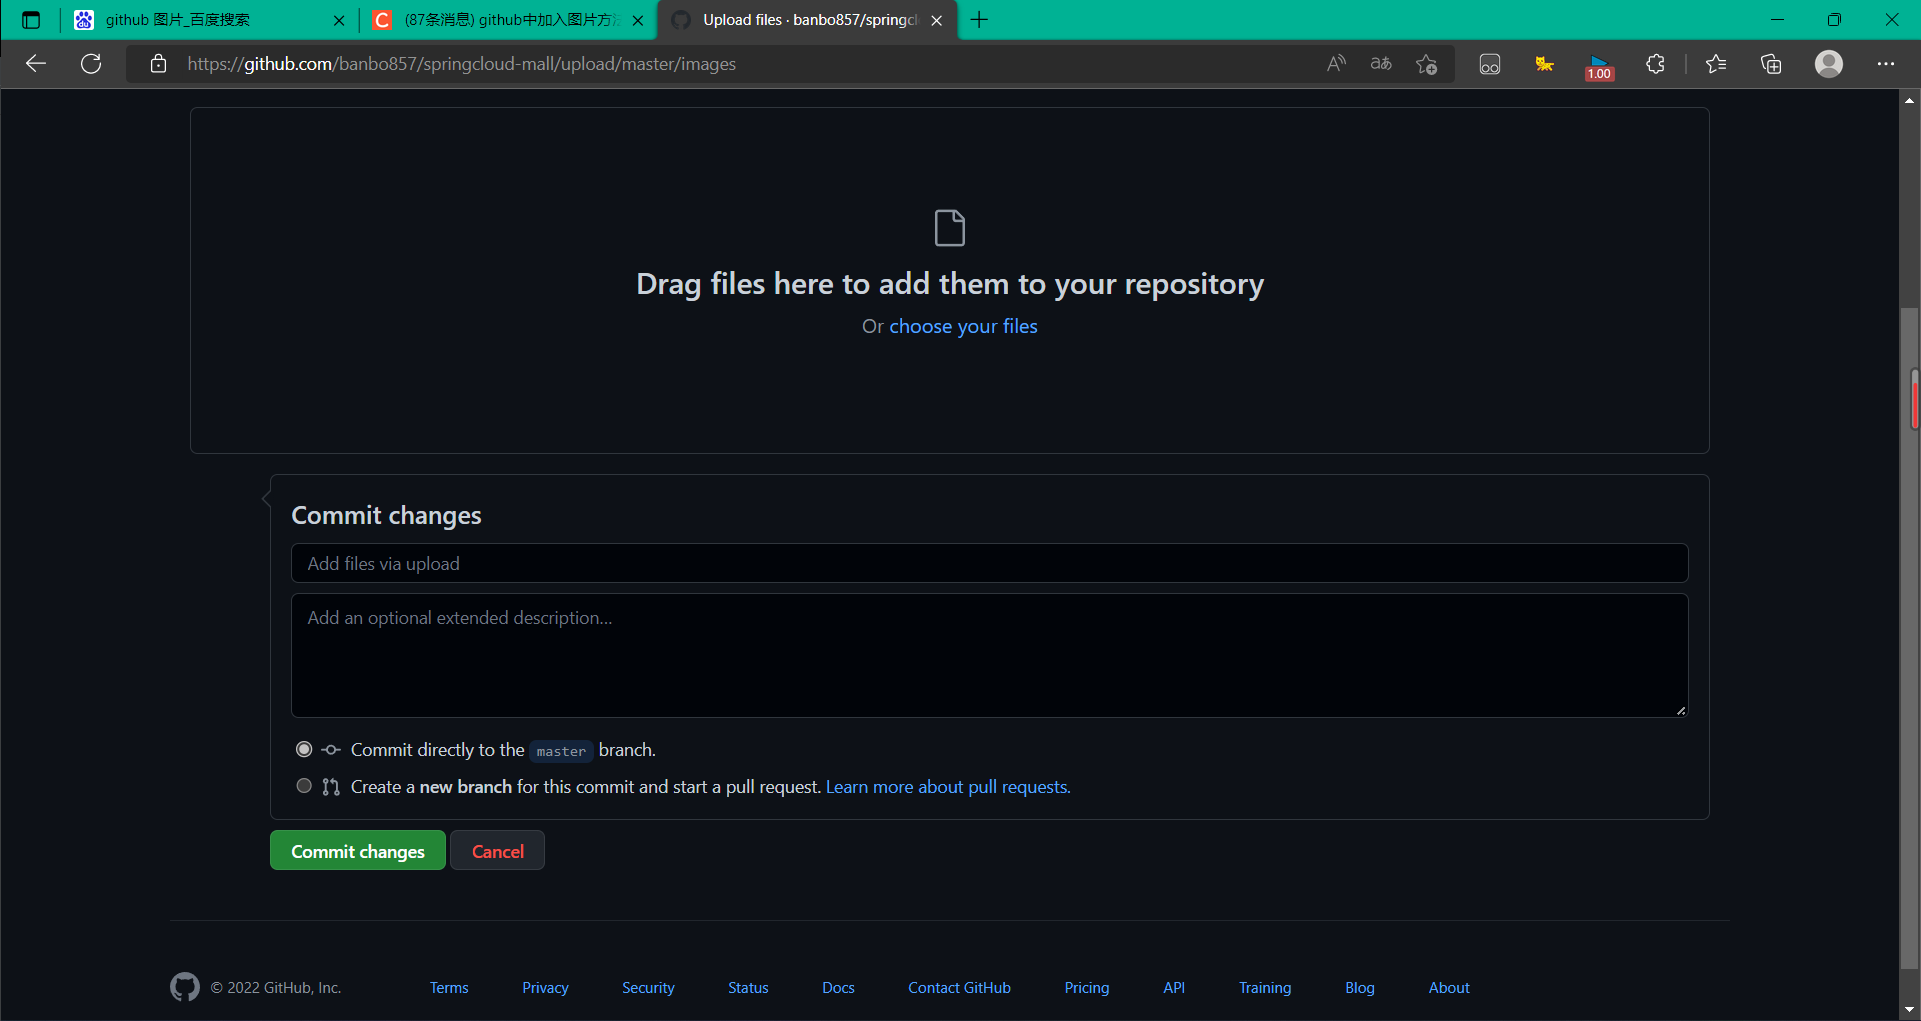 github 图片_百度搜索
(87条消息) github中加入图片方法
Upload files · banbo857/springcl
https://github.com/banbo857/springcloud-mall/upload/master/images
1.00
Drag files here to add them to your repository
Or choose your files
Commit changes
Add files via upload
Add an optional extended description...
Commit directly to the master branch.
Create a new branch for this commit and start a pull request. Learn more about pull requests.
Commit changes
Cancel
© 2022 GitHub, Inc.
Terms
Privacy
Security
Status
Docs
Contact GitHub
Pricing
API
Training
Blog
About